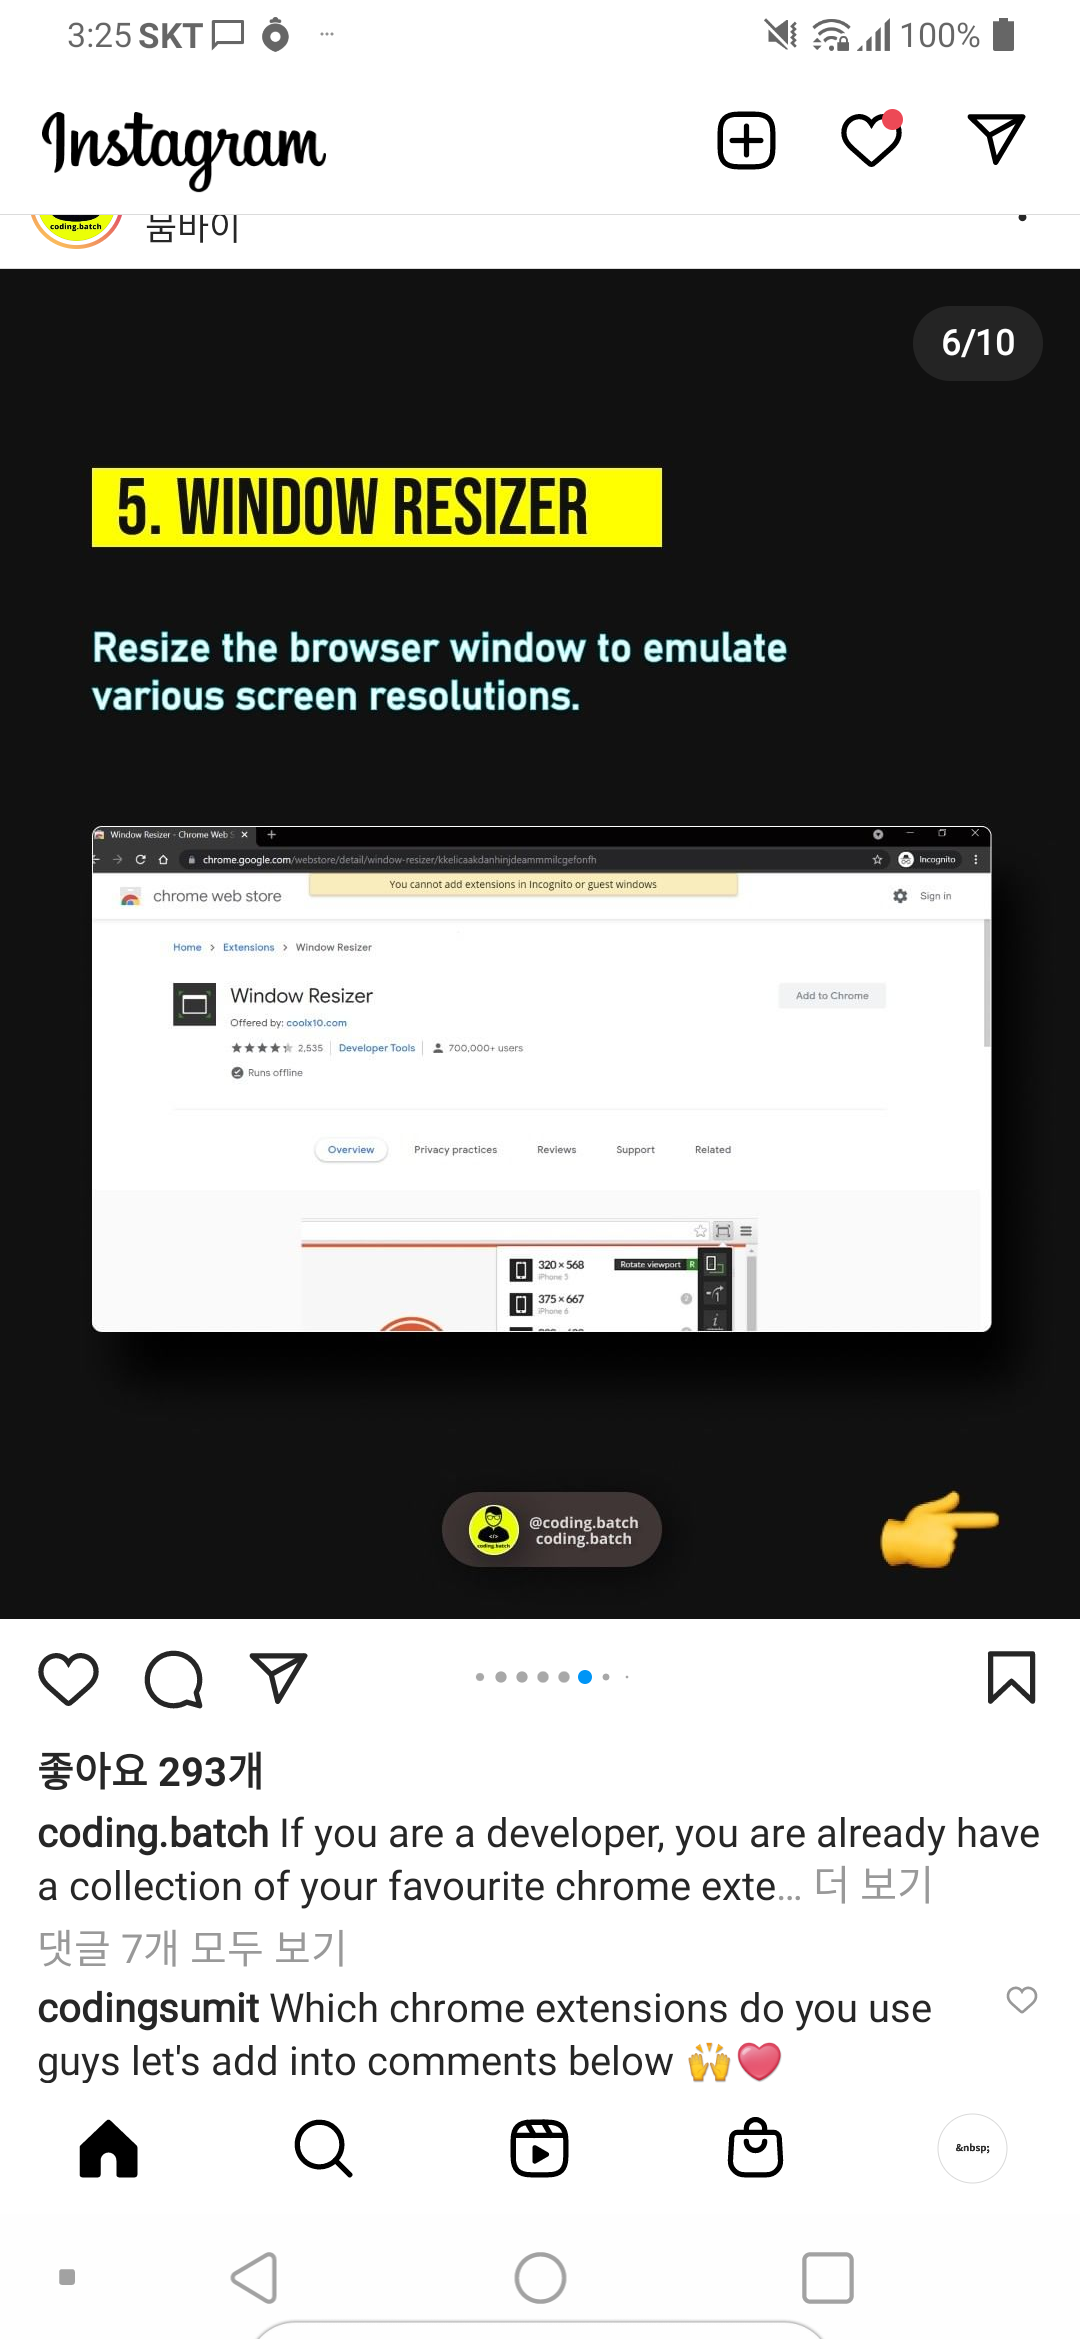 3:25 SKT
100%
Instagram
coding.batch
붐바이
6/10
5. WINDOW RESIZER
Resize the browser window to emulate
various screen resolutions.
Window Resizer - Chrome Web S
chrome.google.com/webstore/detail/window-resizer/kkelicaakdanhinjdeammmilcgefonfh
Incognito
You cannot add extensions in Incognito or guest windows
chrome web store
Sign in
Home > Extensions > Window Resizer
Window Resizer
Add to Chrome
Offered by: coolx10.com
2,535 Developer Tools 700,000+ users
Runs offline
Overview Privacy practices Reviews Support Related
320 × 568 Rotate viewport R
iPhone 5
375 × 667 2
iPhone 6
i
@coding.batch
coding.batch
좋아요 293개
coding.batch If you are a developer, you are already have
a collection of your favourite chrome exte... 더 보기
댓글 7개 모두 보기
codingsumit Which chrome extensions do you use
guys let's add into comments below 🙌❤️
&nbsp;